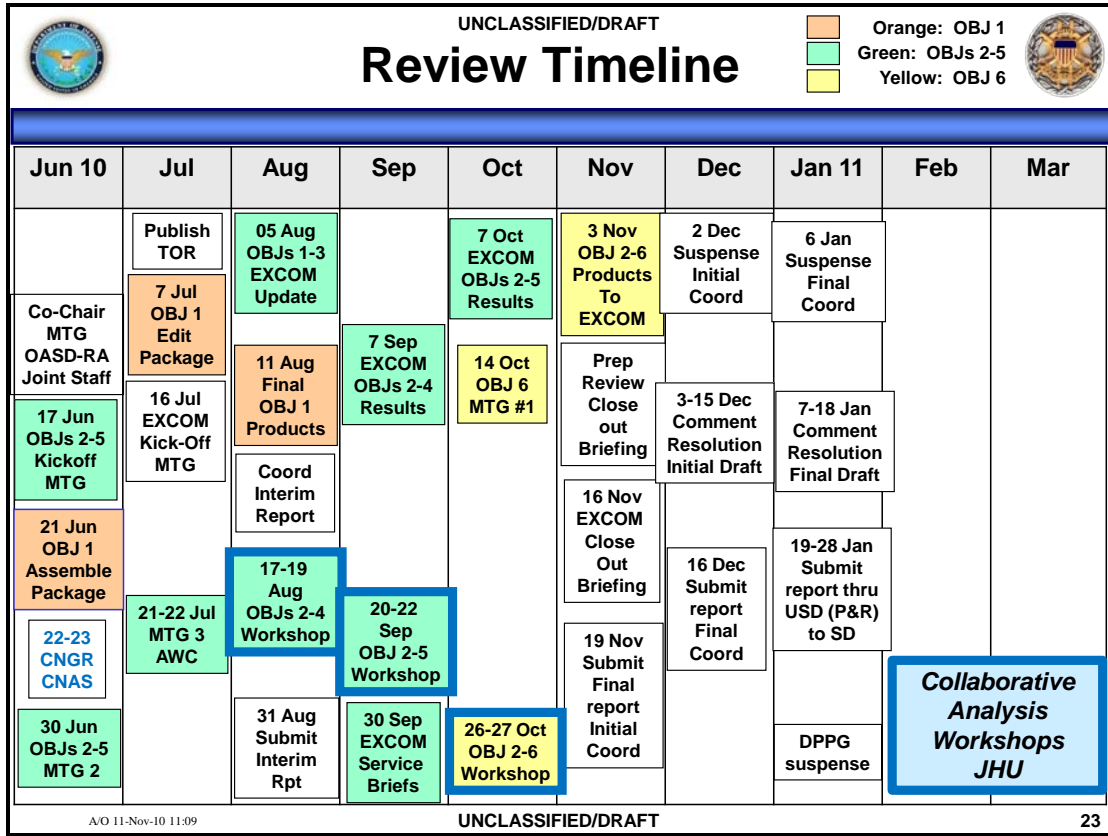 UNCLASSIFIED/DRAFT
Review Timeline
Orange: OBJ 1
Green: OBJs 2-5
Yellow: OBJ 6
Jun 10
Jul
Aug
Sep
Oct
Nov
Dec
Jan 11
Feb
Mar
Co-Chair
MTG
OASD-RA
Joint Staff
17 Jun
OBJs 2-5
Kickoff
MTG
21 Jun
OBJ 1
Assemble
Package
22-23
CNGR
CNAS
30 Jun
OBJs 2-5
MTG 2
Publish
TOR
7 Jul
OBJ 1
Edit
Package
16 Jul
EXCOM
Kick-Off
MTG
21-22 Jul
MTG 3
AWC
05 Aug
OBJs 1-3
EXCOM
Update
11 Aug
Final
OBJ 1
Products
Coord
Interim
Report
17-19
Aug
OBJs 2-4
Workshop
31 Aug
Submit
Interim
Rpt
7 Sep
EXCOM
OBJs 2-4
Results
20-22
Sep
OBJ 2-5
Workshop
30 Sep
EXCOM
Service
Briefs
7 Oct
EXCOM
OBJs 2-5
Results
14 Oct
OBJ 6
MTG #1
26-27 Oct
OBJ 2-6
Workshop
3 Nov
OBJ 2-6
Products
To
EXCOM
Prep
Review
Close
out
Briefing
16 Nov
EXCOM
Close
Out
Briefing
19 Nov
Submit
Final
report
Initial
Coord
2 Dec
Suspense
Initial
Coord
3-15 Dec
Comment
Resolution
Initial Draft
16 Dec
Submit
report
Final
Coord
6 Jan
Suspense
Final
Coord
7-18 Jan
Comment
Resolution
Final Draft
19-28 Jan
Submit
report thru
USD (P&R)
to SD
DPPG
suspense
Collaborative
Analysis
Workshops
JHU
A/O 11-Nov-10 11:09
UNCLASSIFIED/DRAFT
23